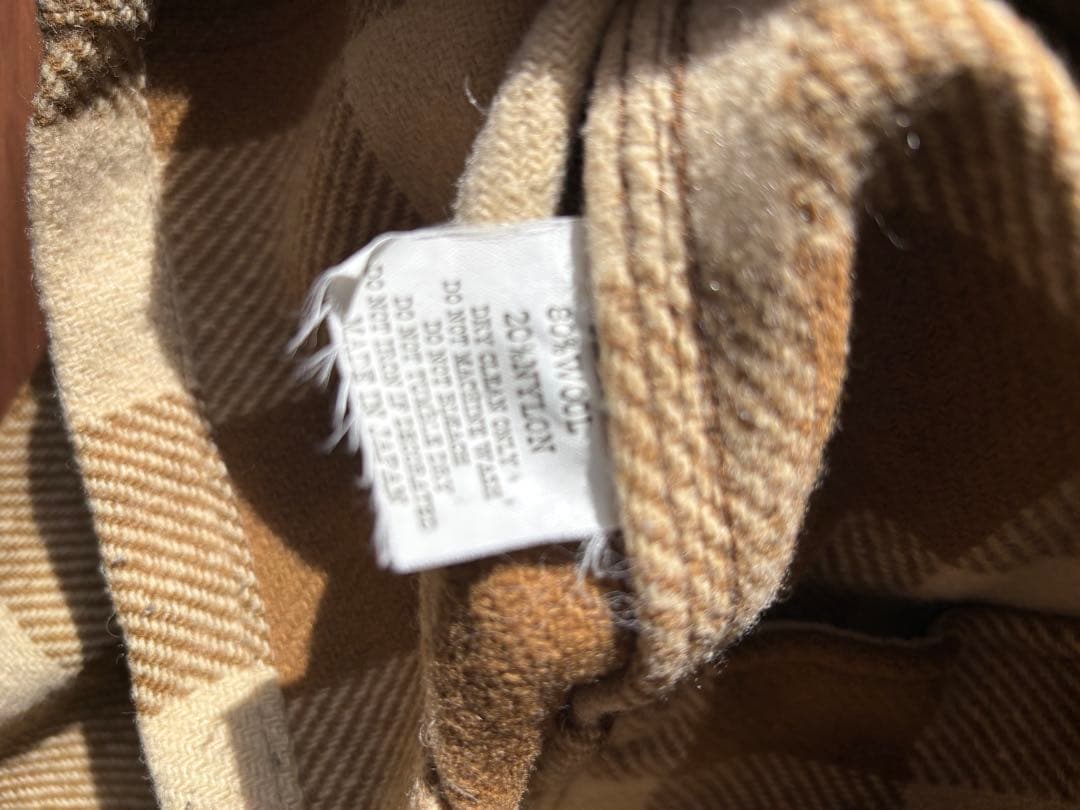 80%WOOL
20%NYLON
DRY CLEAN ONLY"
DO NOT MACHINE WASH
DO NOT BLEACH
DO NOT TUMBLE DRY
DO NOT IRON IF DECORATED
MADE IN JAPAN